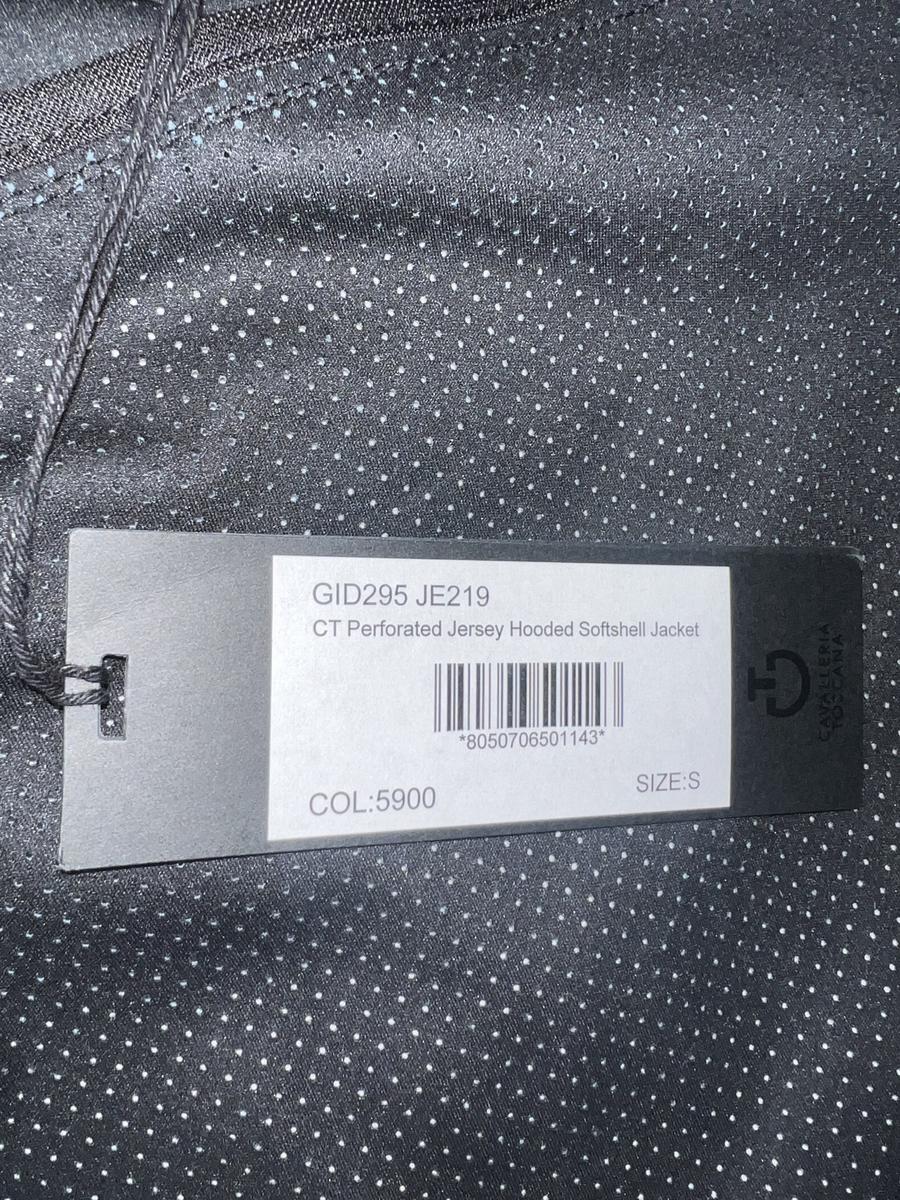 GID295 JE219
CT Perforated Jersey Hooded Softshell Jacket
*8050706501143*
COL:5900
SIZE:S
CAVALLERIA
TOSCANA